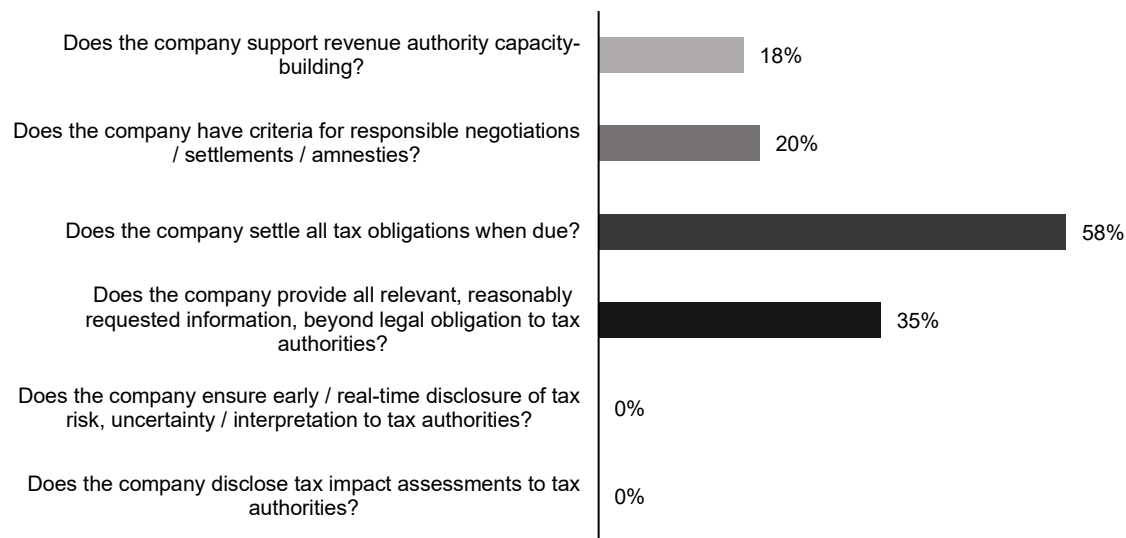 Does the company support revenue authority capacity-
building?
18%
Does the company have criteria for responsible negotiations
/ settlements / amnesties?
20%
Does the company settle all tax obligations when due?
58%
Does the company provide all relevant, reasonably
requested information, beyond legal obligation to tax
authorities?
35%
Does the company ensure early / real-time disclosure of tax
risk, uncertainty / interpretation to tax authorities?
0%
Does the company disclose tax impact assessments to tax
authorities?
0%